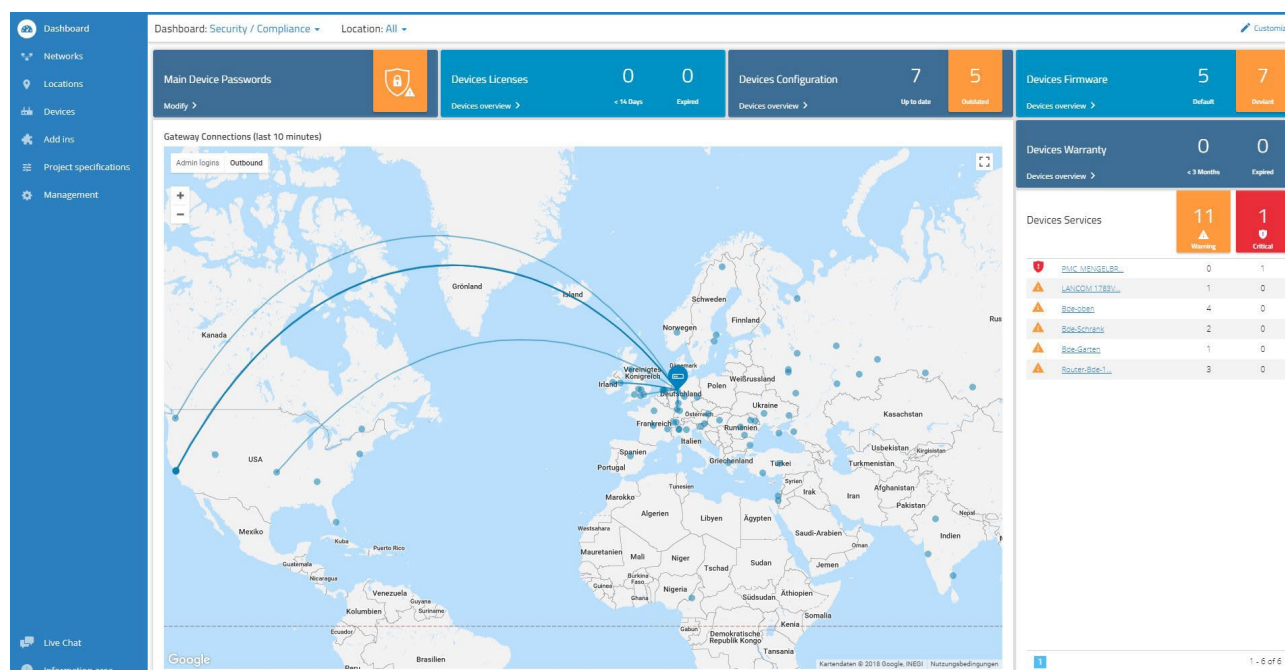 Dashboard
Networks
Locations
Devices
Add ins
Project specifications
Management
Live Chat
Information area
Dashboard: Security / Compliance
Location: All
Customiz
Main Device Passwords
Modify >
Devices Licenses
Devices overview >
0
< 14 Days
0
Expired
Devices Configuration
Devices overview >
7
Up to date
5
Outdated
Devices Firmware
Devices overview >
5
Default
7
Deviant
Gateway Connections (last 10 minutes)
Admin logins Outbound
+
−
Grönland
Island
Kanada
Schweden
Finnland
Norwegen
Rus
Vereinigtes
Königreich
Dänemark
Irland
Polen
Weißrussland
Deutschland
Ukraine
Österreich
Kasachstan
Frankreich
Rumänien
Italien
USA
Spanien
Griechenland
Türkei
Usbekistan
Kirgisistan
Turkmenistan
Portugal
Tunesien
Syrien
Irak
Iran
Afghanistan
Marokko
Pakistan
Nepal
Algerien
Libyen
Ägypten
Mexiko
Westsahara
Saudi-Arabien
Indien
Kuba
Puerto Rico
Oman
Guatemala
Mauretanien
Mali
Niger
Tschad
Sudan
Jemen
Nicaragua
Burkina
Faso
Guinea
Nigeria
Venezuela
Guyana
Ghana
Südsudan
Äthiopien
Kolumbien
Suriname
Somalia
Ecuador
Gabun
Kenia
Demokratische
Republik Kongo
Tansania
Brasilien
Peru
Google
Kartendaten © 2018 Google, INEGI
Nutzungsbedingungen
Devices Warranty
Devices overview >
0
< 3 Months
0
Expired
Devices Services
11
Warning
1
Critical
PMC_MENGELBR... 0 1
LANCOM 1783V... 1 0
Bde-oben 4 0
Bde-Schrank 2 0
Bde-Garten 1 0
Router-Bde-1... 3 0
1
1 - 6 of 6